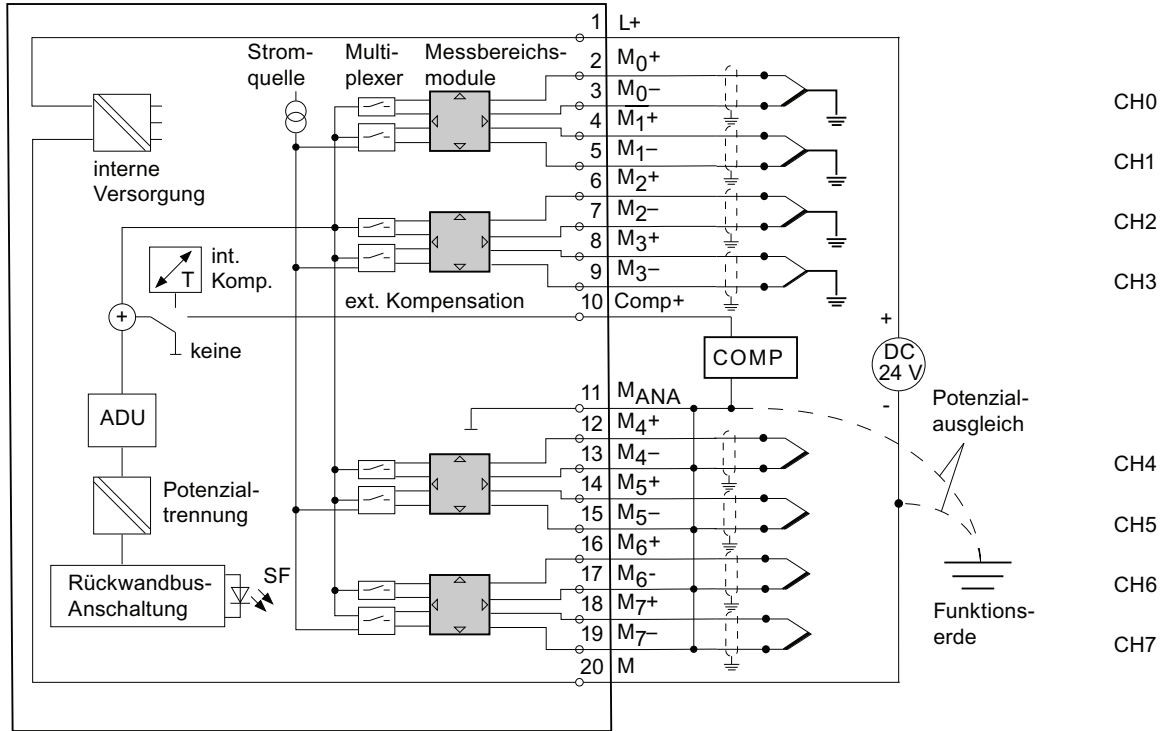 1 L+
2 M0+
3 M0–
4 M1+
5 M1–
6 M2+
7 M2–
8 M3+
9 M3–
10 Comp+
11 MANA
12 M4+
13 M4–
14 M5+
15 M5–
16 M6+
17 M6-
18 M7+
19 M7–
20 M
Strom-
quelle
Multi-
plexer
Messbereichs-
module
interne
Versorgung
T
int.
Komp.
ext. Kompensation
+
keine
ADU
Potenzial-
trennung
Rückwandbus-
Anschaltung
SF
COMP
+
DC
24 V
-
Potenzial-
ausgleich
Funktions-
erde
CH0
CH1
CH2
CH3
CH4
CH5
CH6
CH7